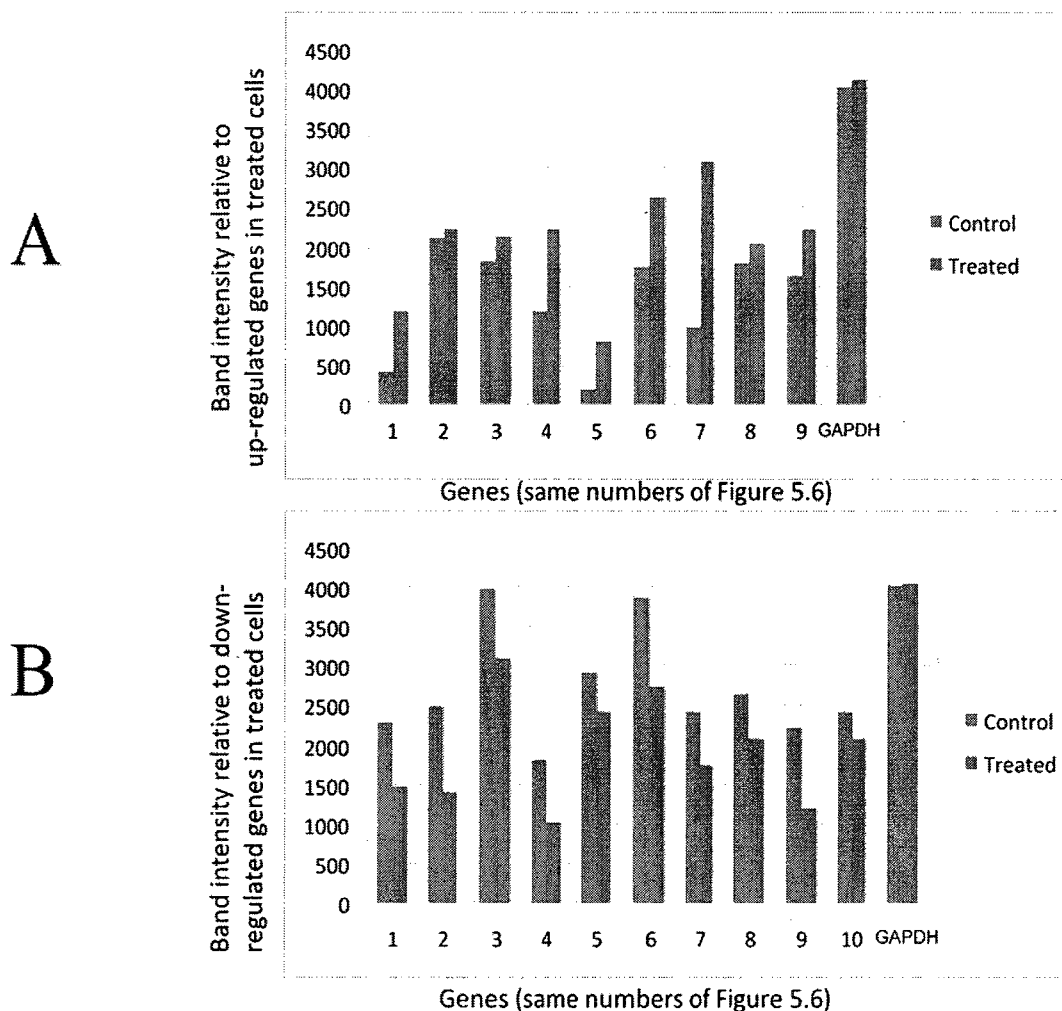 A
Band intensity relative to
up-regulated genes in treated cells
4500
4000
3500
3000
2500
2000
1500
1000
500
0
1 2 3 4 5 6 7 8 9 GAPDH
Control
Treated
Genes (same numbers of Figure 5.6)
B
Band intensity relative to down-
regulated genes in treated cells
4500
4000
3500
3000
2500
2000
1500
1000
500
0
1 2 3 4 5 6 7 8 9 10 GAPDH
Control
Treated
Genes (same numbers of Figure 5.6)